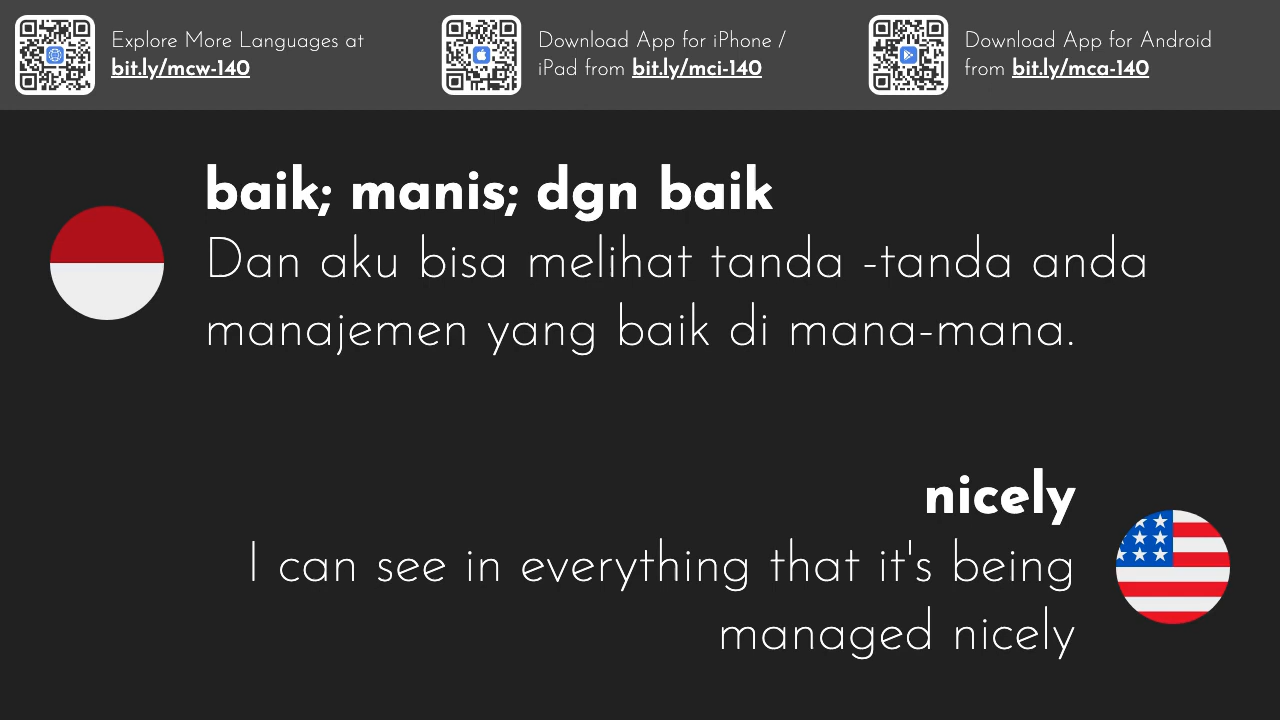 Explore More Languages at
bit.ly/mcw-140
Download App for iPhone /
iPad from bit.ly/mci-140
Download App for Android
from bit.ly/mca-140
baik; manis; dgn baik
Dan aku bisa melihat tanda -tanda anda
manajemen yang baik di mana-mana.
nicely
I can see in everything that it's being
managed nicely